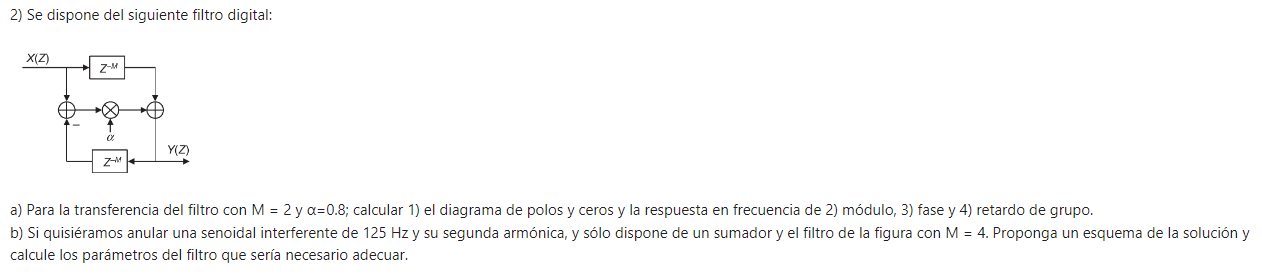 2) Se dispone del siguiente filtro digital:
X(Z)
Z-M
−
α
Y(Z)
Z-M
a) Para la transferencia del filtro con M = 2 y α=0.8; calcular 1) el diagrama de polos y ceros y la respuesta en frecuencia de 2) módulo, 3) fase y 4) retardo de grupo.
b) Si quisiéramos anular una senoidal interferente de 125 Hz y su segunda armónica, y sólo dispone de un sumador y el filtro de la figura con M = 4. Proponga un esquema de la solución y
calcule los parámetros del filtro que sería necesario adecuar.